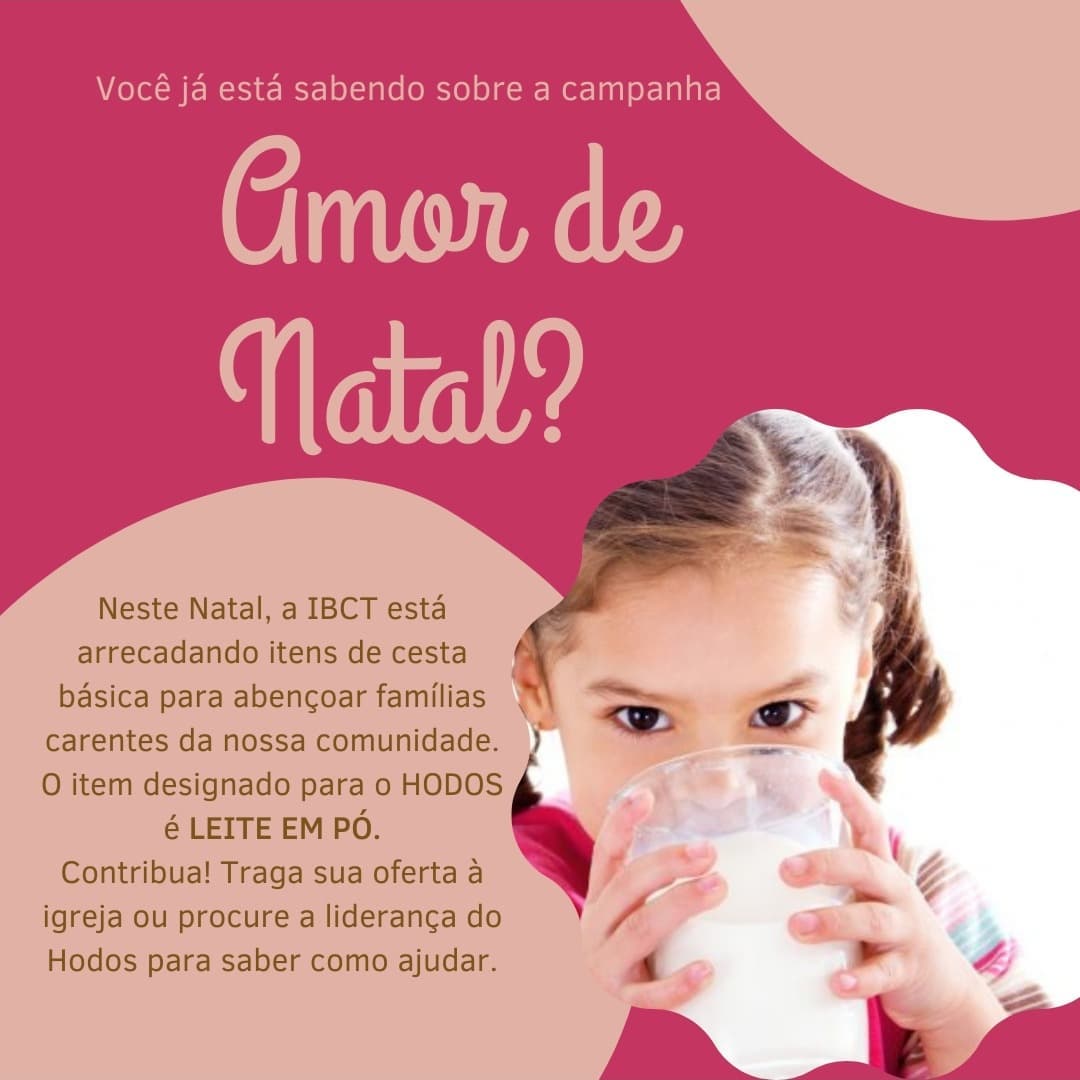 Você já está sabendo sobre a campanha
Amor de
Natal?
Neste Natal, a IBCT está
arrecadando itens de cesta
básica para abençoar famílias
carentes da nossa comunidade.
O item designado para o HODOS
é LEITE EM PÓ.
Contribua! Traga sua oferta à
igreja ou procure a liderança do
Hodos para saber como ajudar.